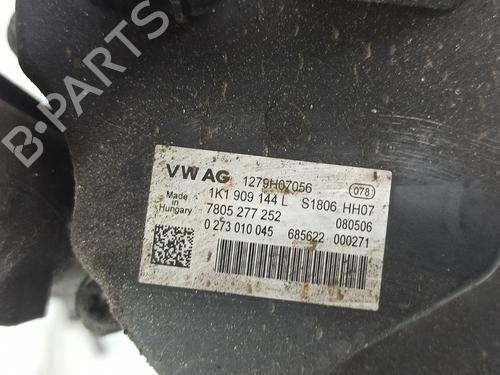 B-PARTS
VW AG 1279H07056 078
Made in Hungary 1K1 909 144 L S1806 HH07
7805 277 252 080506
0 273 010 045 685622 000271